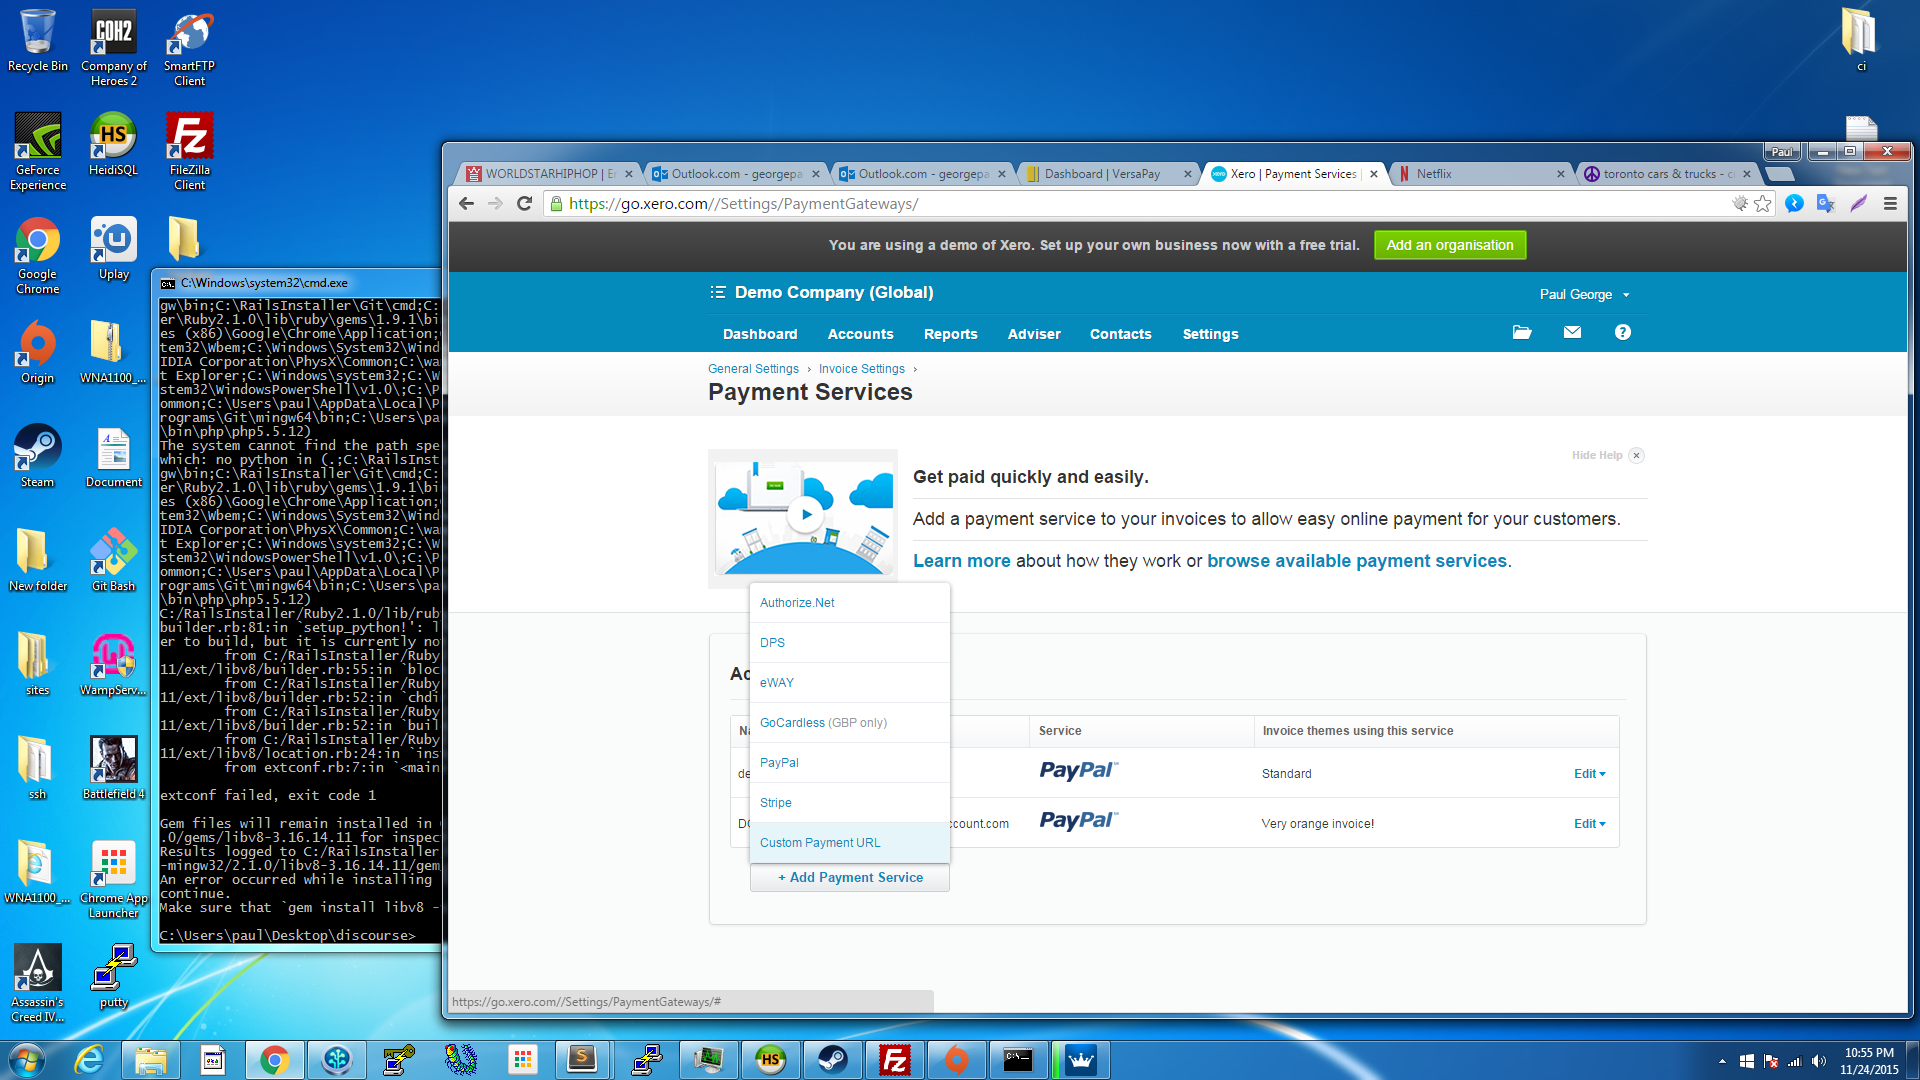 Recycle Bin
COH2
Company of
Heroes 2
SmartFTP
Client
ci
GeForce
Experience
HS
HeidiSQL
Fz
FileZilla
Client
Google
Chrome
Uplay
Origin
WNA1100_...
Steam
Document
New folder
Git Bash
sites
WampServ...
ssh
Battlefield 4
WNA1100_...
Chrome App
Launcher
Assassin's
Creed IV...
putty
C:\Windows\system32\cmd.exe
gw\bin;C:\RailsInstaller\Git\cmd;C:
er\Ruby2.1.0\lib\ruby\gems\1.9.1\bi
es (x86)\Google\Chrome\Application;
tem32\Wbem;C:\Windows\System32\Wind
IDIA Corporation\PhysX\Common;C:\wa
t Explorer;C:\Windows\system32;C:\W
stem32\WindowsPowerShell\v1.0\;C:\P
ommon;C:\Users\paul\AppData\Local\P
rograms\Git\mingw64\bin;C:\Users\pa
\bin\php\php5.5.12)
The system cannot find the path spe
which: no python in (.;C:\RailsInst
gw\bin;C:\RailsInstaller\Git\cmd;C:
er\Ruby2.1.0\lib\ruby\gems\1.9.1\bi
es (x86)\Google\Chrome\Application;
tem32\Wbem;C:\Windows\System32\Wind
IDIA Corporation\PhysX\Common;C:\wa
t Explorer;C:\Windows\system32;C:\W
stem32\WindowsPowerShell\v1.0\;C:\P
ommon;C:\Users\paul\AppData\Local\P
rograms\Git\mingw64\bin;C:\Users\pa
\bin\php\php5.5.12)
C:/RailsInstaller/Ruby2.1.0/lib/ruby
builder.rb:81:in `setup_python!': l
er to build, but it is currently no
from C:/RailsInstaller/Ruby
11/ext/libv8/builder.rb:55:in `bloc
from C:/RailsInstaller/Ruby
11/ext/libv8/builder.rb:52:in `chdi
from C:/RailsInstaller/Ruby
11/ext/libv8/builder.rb:52:in `buil
from C:/RailsInstaller/Ruby
11/ext/libv8/location.rb:24:in `ins
from extconf.rb:7:in `<main
extconf failed, exit code 1
Gem files will remain installed in
.0/gems/libv8-3.16.14.11 for inspec
Results logged to C:/RailsInstaller
-mingw32/2.1.0/libv8-3.16.14.11/gem
An error occurred while installing
continue.
Make sure that `gem install libv8 -
C:\Users\paul\Desktop\discourse>
Paul
WORLDSTARHIPHOP | E
Outlook.com - georgepa
Outlook.com - georgepa
Dashboard | VersaPay
Xero | Payment Services |
Netflix
toronto cars & trucks - c
https://go.xero.com//Settings/PaymentGateways/
You are using a demo of Xero. Set up your own business now with a free trial.
Add an organisation
Demo Company (Global)
Paul George
Dashboard Accounts Reports Adviser Contacts Settings
General Settings › Invoice Settings ›
Payment Services
Hide Help
Get paid quickly and easily.
Add a payment service to your invoices to allow easy online payment for your customers.
Learn more about how they work or browse available payment services.
Authorize.Net
DPS
eWAY
GoCardless (GBP only)
PayPal
Stripe
Custom Payment URL
+ Add Payment Service
Ac
Na Service Invoice themes using this service
de PayPal Standard Edit
DC ccount.com PayPal Very orange invoice! Edit
https://go.xero.com//Settings/PaymentGateways/#
10:55 PM
11/24/2015